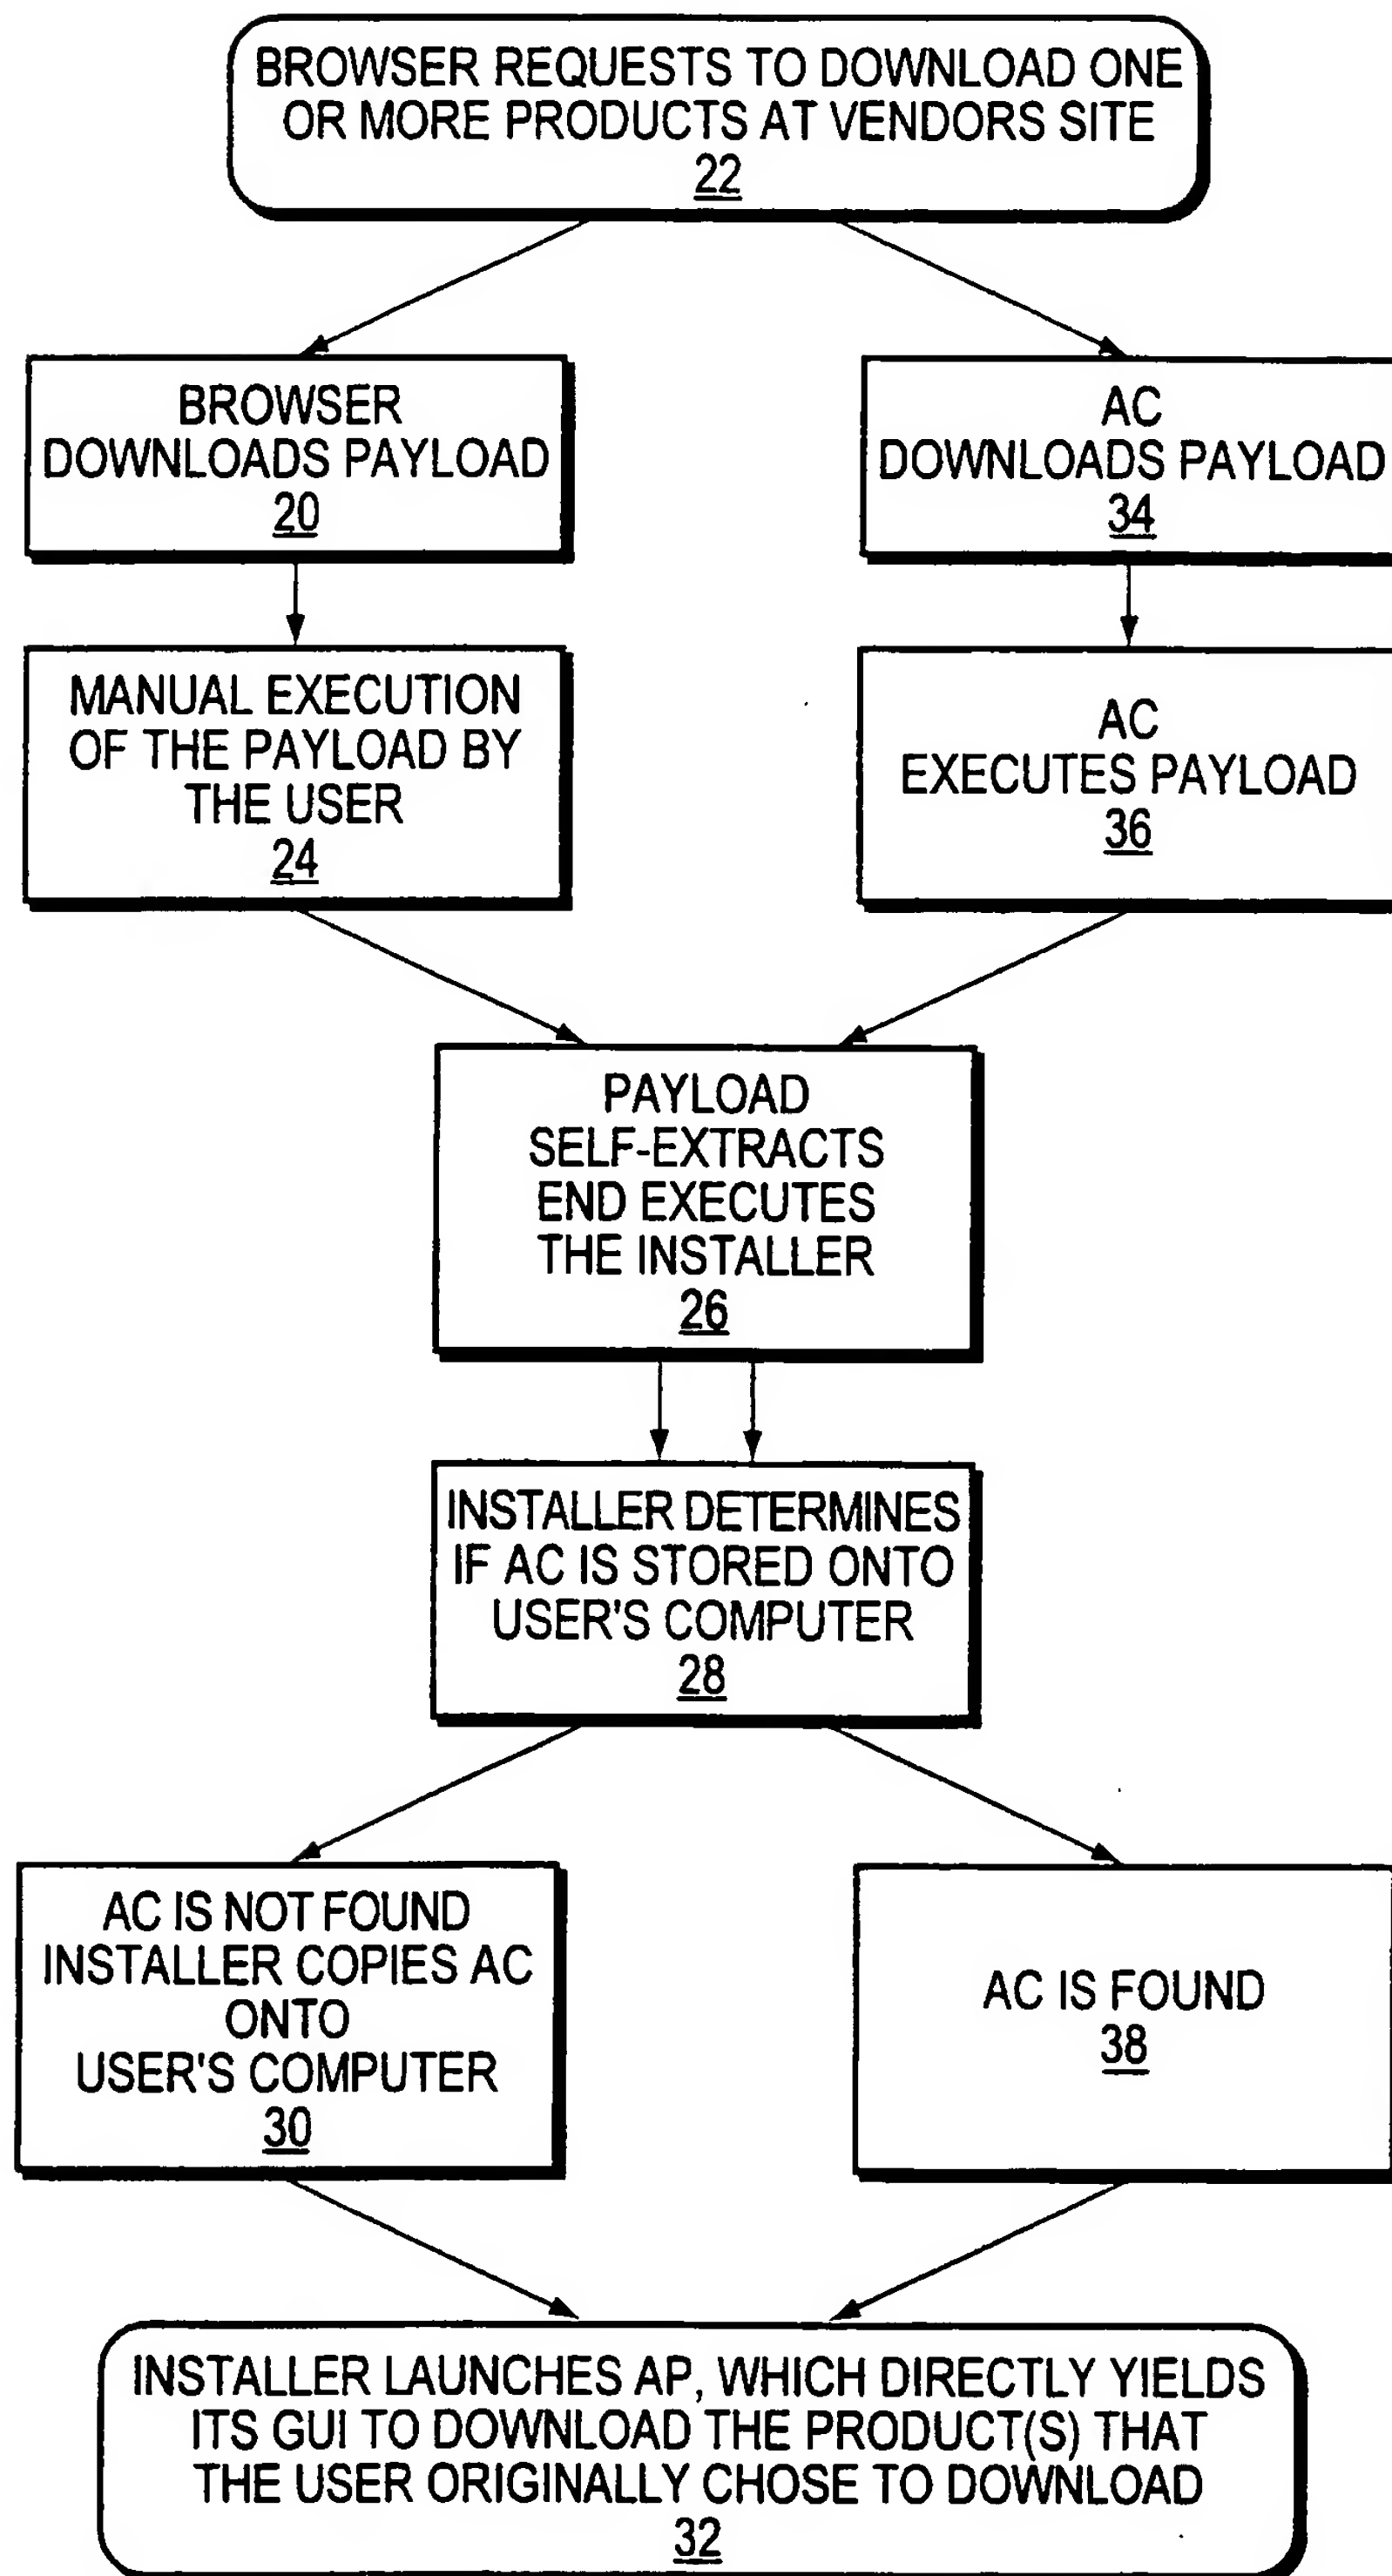 BROWSER REQUESTS TO DOWNLOAD ONE
OR MORE PRODUCTS AT VENDORS SITE
22
BROWSER
DOWNLOADS PAYLOAD
20
AC
DOWNLOADS PAYLOAD
34
MANUAL EXECUTION
OF THE PAYLOAD BY
THE USER
24
AC
EXECUTES PAYLOAD
36
PAYLOAD
SELF-EXTRACTS
END EXECUTES
THE INSTALLER
26
INSTALLER DETERMINES
IF AC IS STORED ONTO
USER'S COMPUTER
28
AC IS NOT FOUND
INSTALLER COPIES AC
ONTO
USER'S COMPUTER
30
AC IS FOUND
38
INSTALLER LAUNCHES AP, WHICH DIRECTLY YIELDS
ITS GUI TO DOWNLOAD THE PRODUCT(S) THAT
THE USER ORIGINALLY CHOSE TO DOWNLOAD
32